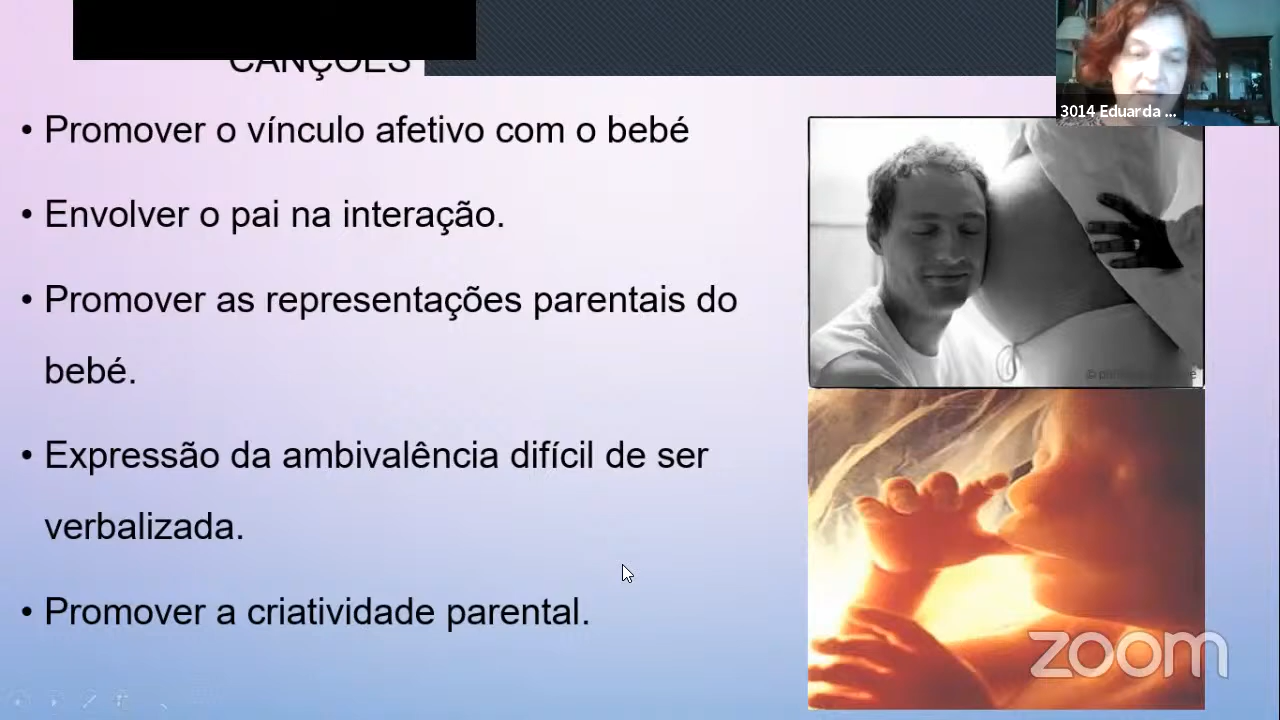 CANÇÕES
3014 Eduarda ...
• Promover o vínculo afetivo com o bebé
• Envolver o pai na interação.
• Promover as representações parentais do
bebé.
• Expressão da ambivalência difícil de ser
verbalizada.
• Promover a criatividade parental.
zoom